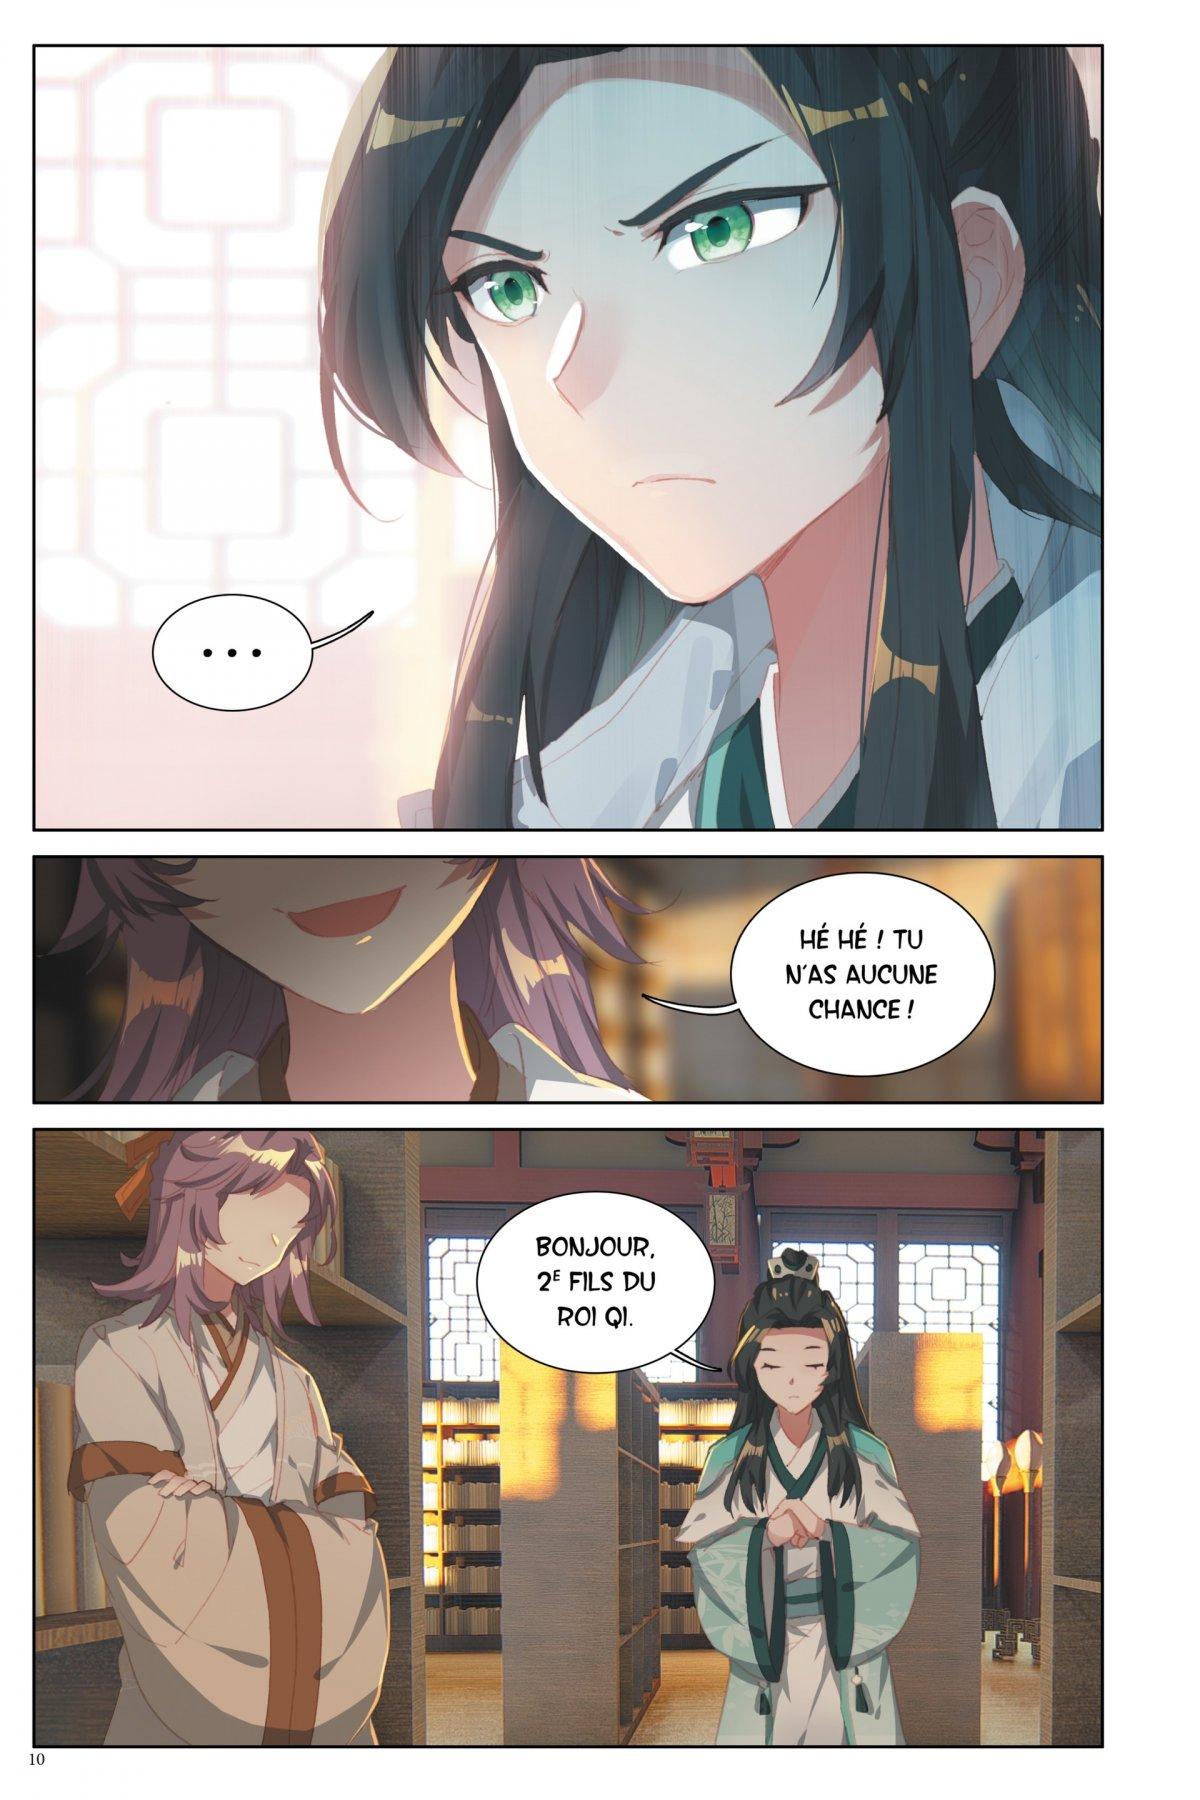 ...
HÉ HÉ ! TU
N'AS AUCUNE
CHANCE !
BONJOUR,
2E FILS DU
ROI QI.
10